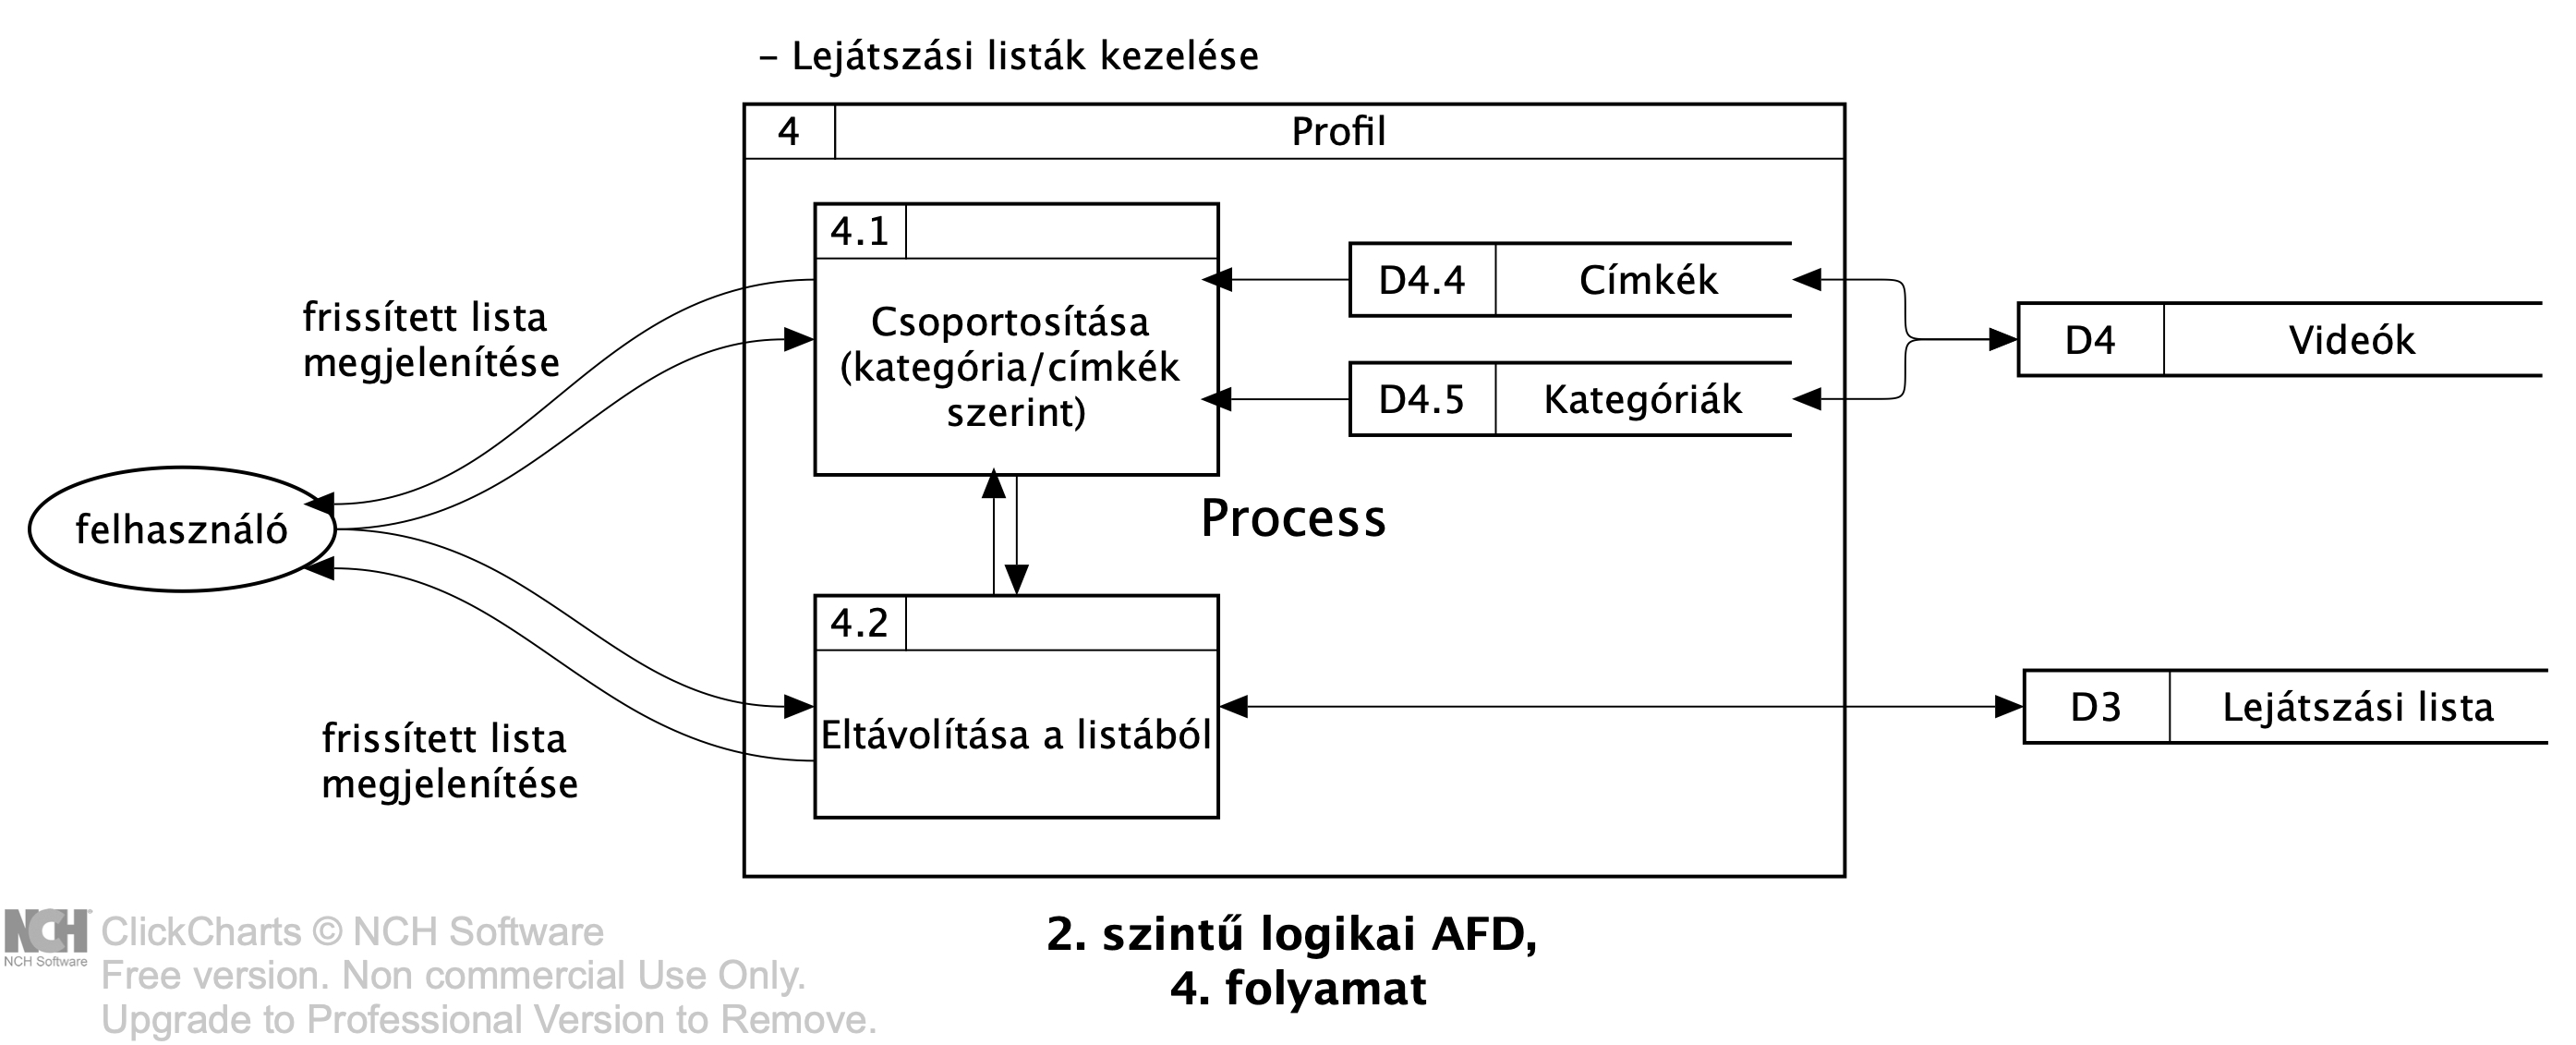 – Lejátszási listák kezelése
4
Profil
4.1
Csoportosítása
(kategória/címkék
szerint)
D4.4
Címkék
D4.5
Kategóriák
D4
Videók
frissített lista
megjelenítése
felhasználó
Process
4.2
Eltávolítása a listából
D3
Lejátszási lista
frissített lista
megjelenítése
2. szintű logikai AFD,
4. folyamat
NCH
NCH Software
ClickCharts © NCH Software
Free version. Non commercial Use Only.
Upgrade to Professional Version to Remove.